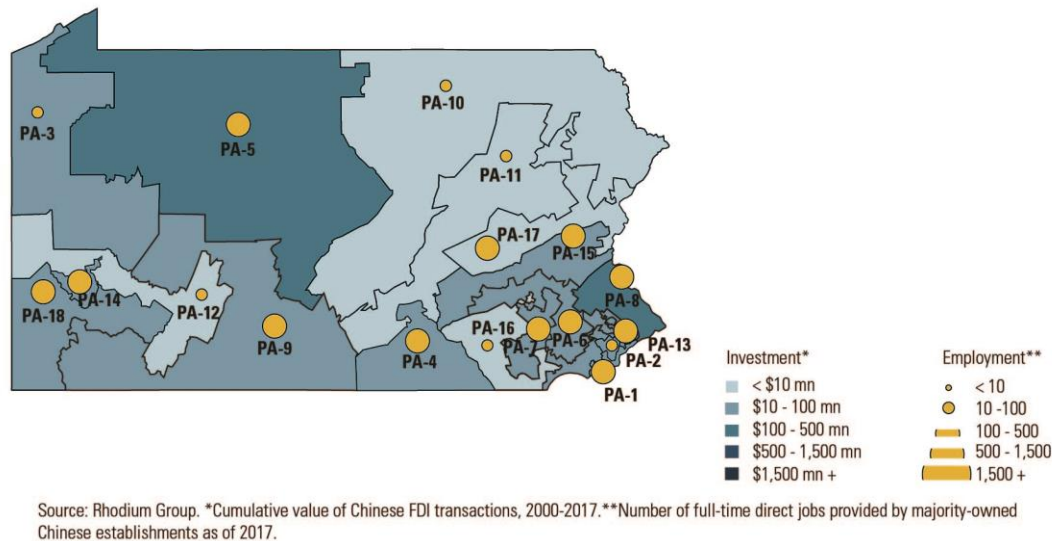 PA-10
PA-3
PA-5
PA-11
PA-17
PA-15
PA-8
PA-14
PA-18
PA-12
PA-9
PA-4
PA-16
PA-7
PA-6
PA-13
PA-2
PA-1
Investment*
< $10 mn
$10 - 100 mn
$100 - 500 mn
$500 - 1,500 mn
$1,500 mn +
Employment**
< 10
10 -100
100 - 500
500 - 1,500
1,500 +
Source: Rhodium Group. *Cumulative value of Chinese FDI transactions, 2000-2017.**Number of full-time direct jobs provided by majority-owned
Chinese establishments as of 2017.